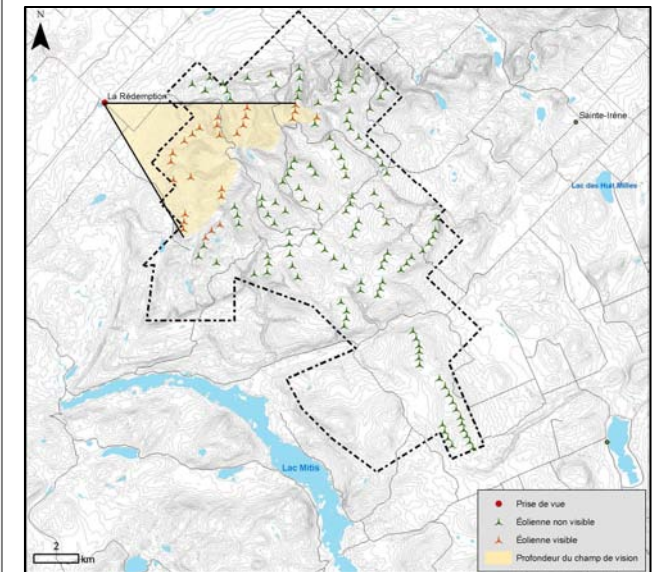 N
La Rédemption
Sainte-Irène
Lac des Huit Milles
Lac Mitis
Prise de vue
Éolienne non visible
Éolienne visible
Profondeur du champ de vision
2
km